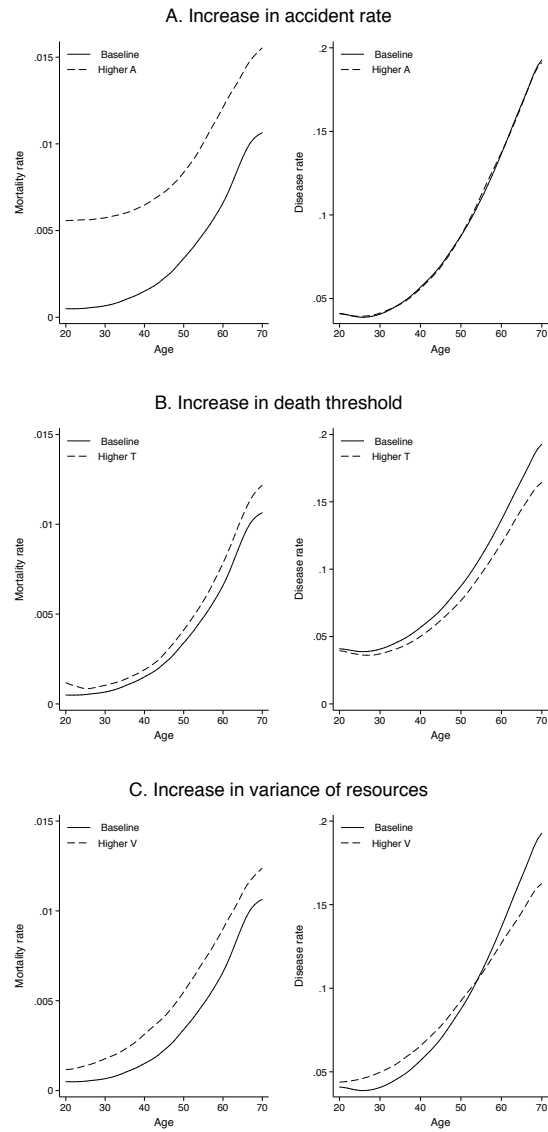 A. Increase in accident rate
Baseline
Higher A
Mortality rate
.015
.01
.005
0
20 30 40 50 60 70
Age
Baseline
Higher A
Disease rate
.2
.15
.1
.05
20 30 40 50 60 70
Age
B. Increase in death threshold
Baseline
Higher T
Mortality rate
.015
.01
.005
0
20 30 40 50 60 70
Age
Baseline
Higher T
Disease rate
.2
.15
.1
.05
0
20 30 40 50 60 70
Age
C. Increase in variance of resources
Baseline
Higher V
Mortality rate
.015
.01
.005
0
20 30 40 50 60 70
Age
Baseline
Higher V
Disease rate
.2
.15
.1
.05
20 30 40 50 60 70
Age